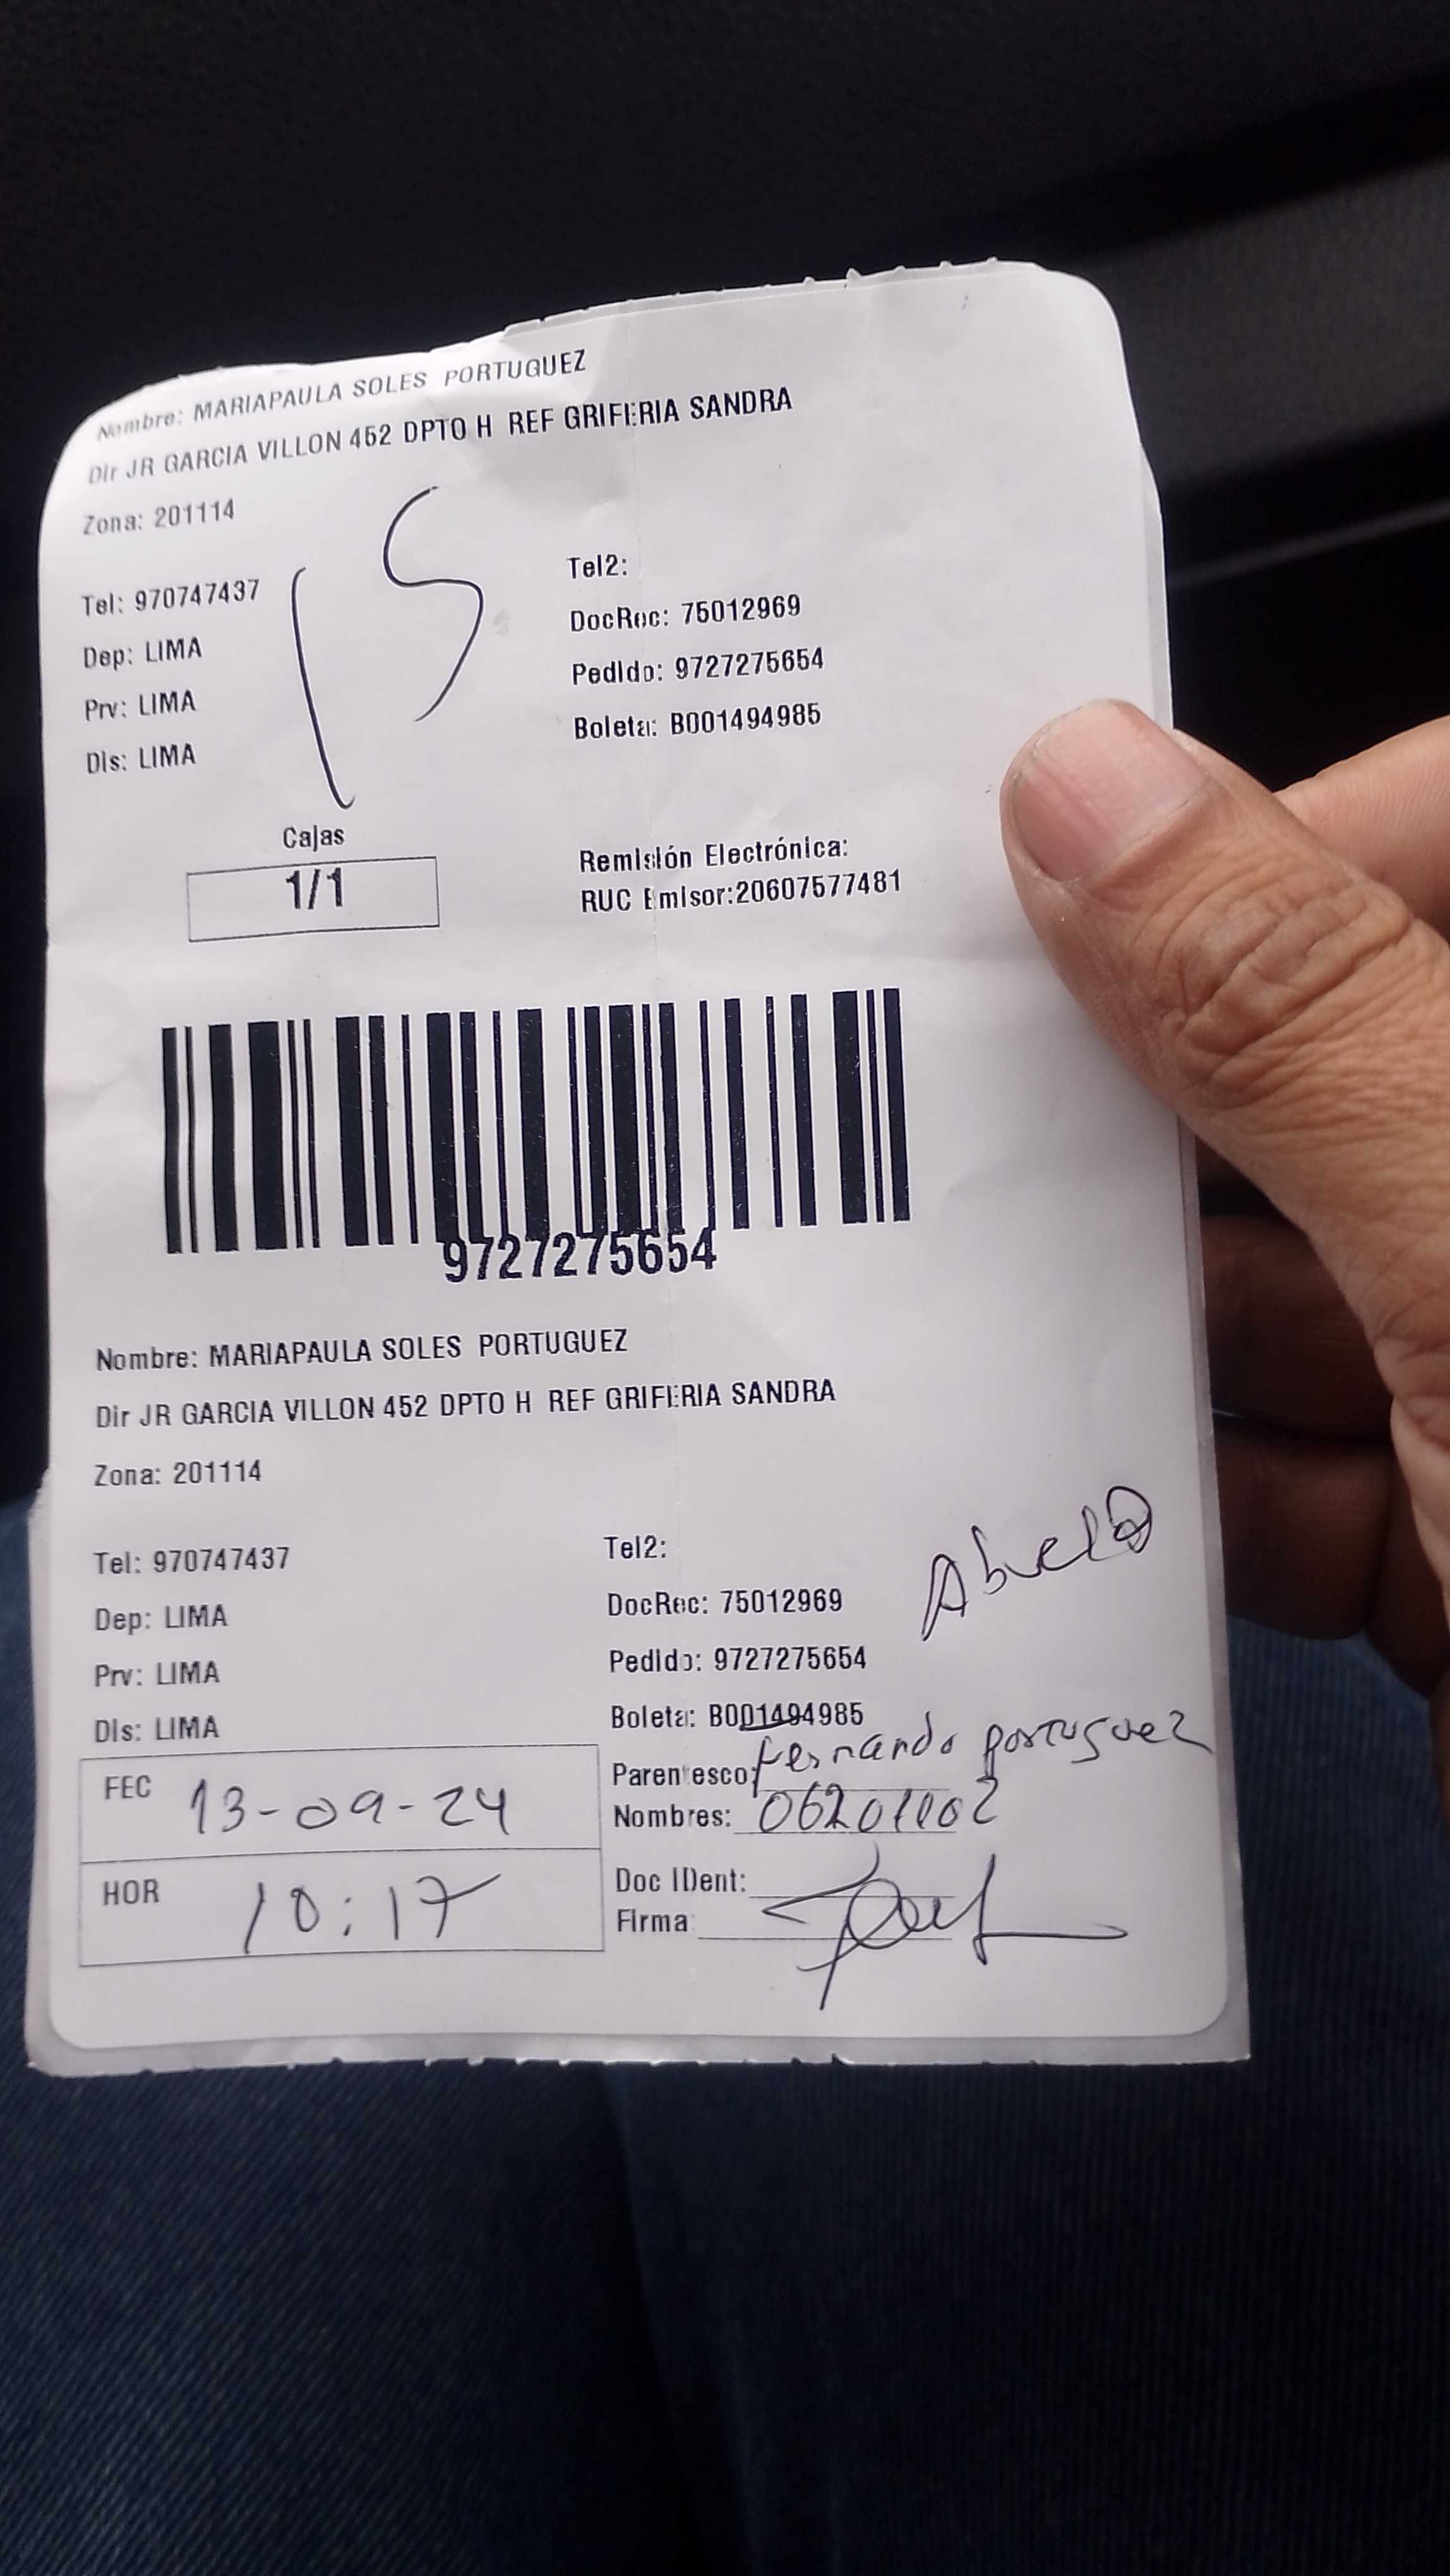 Nombre: MARIAPAULA SOLES PORTUGUEZ
Dir JR GARCIA VILLON 452 DPTO H REF GRIFERIA SANDRA
Zona: 201114
15
Tel: 970747437
Tel2:
Dep: LIMA
DocRec: 75012969
Prv: LIMA
Pedido: 9727275654
Dis: LIMA
Boleta: B001494985
Cajas
1/1
Remisión Electrónica:
RUC Emisor:20607577481
9727275654
Nombre: MARIAPAULA SOLES PORTUGUEZ
Dir JR GARCIA VILLON 452 DPTO H REF GRIFERIA SANDRA
Zona: 201114
Tel: 970747437
Tel2:
Dep: LIMA
DocRec: 75012969
Abuelo
Prv: LIMA
Pedido: 9727275654
Dis: LIMA
Boleta: B001494985
FEC 13-09-24
Parentesco: fernando portuguez
Nombres: 06201102
HOR 10:17
Doc IDent:
Firma: